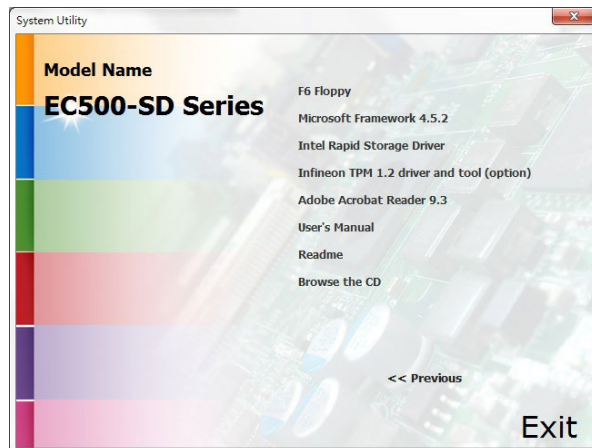 System Utility
Model Name
EC500-SD Series
F6 Floppy
Microsoft Framework 4.5.2
Intel Rapid Storage Driver
Infineon TPM 1.2 driver and tool (option)
Adobe Acrobat Reader 9.3
User's Manual
Readme
Browse the CD
<< Previous
Exit